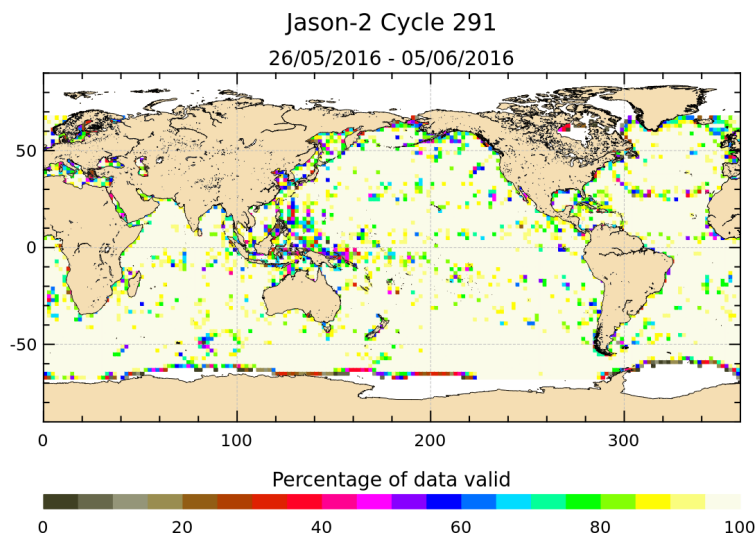 Jason-2 Cycle 291
26/05/2016 - 05/06/2016
50
0
-50
0 100 200 300
Percentage of data valid
0 20 40 60 80 100